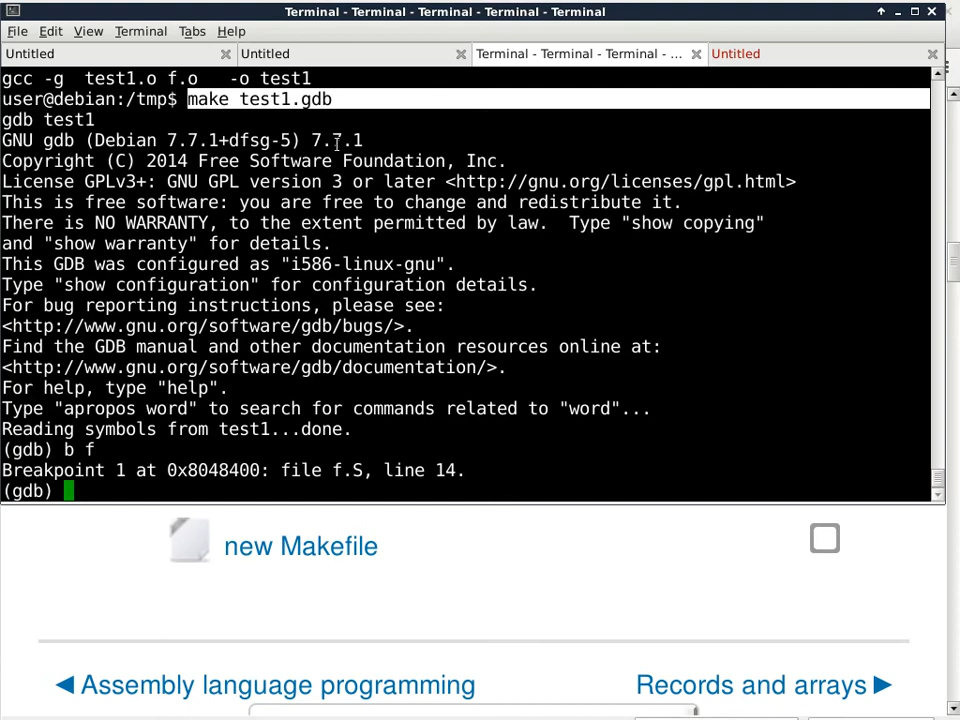 Terminal - Terminal - Terminal - Terminal - Terminal
File Edit View Terminal Tabs Help
Untitled Untitled Terminal - Terminal - Terminal - ... Untitled
gcc -g  test1.o f.o   -o test1
user@debian:/tmp$ make test1.gdb
gdb test1
GNU gdb (Debian 7.7.1+dfsg-5) 7.7.1
Copyright (C) 2014 Free Software Foundation, Inc.
License GPLv3+: GNU GPL version 3 or later <http://gnu.org/licenses/gpl.html>
This is free software: you are free to change and redistribute it.
There is NO WARRANTY, to the extent permitted by law.  Type "show copying"
and "show warranty" for details.
This GDB was configured as "i586-linux-gnu".
Type "show configuration" for configuration details.
For bug reporting instructions, please see:
<http://www.gnu.org/software/gdb/bugs/>.
Find the GDB manual and other documentation resources online at:
<http://www.gnu.org/software/gdb/documentation/>.
For help, type "help".
Type "apropos word" to search for commands related to "word"...
Reading symbols from test1...done.
(gdb) b f
Breakpoint 1 at 0x8048400: file f.S, line 14.
(gdb)
new Makefile
◀ Assembly language programming
Records and arrays ▶